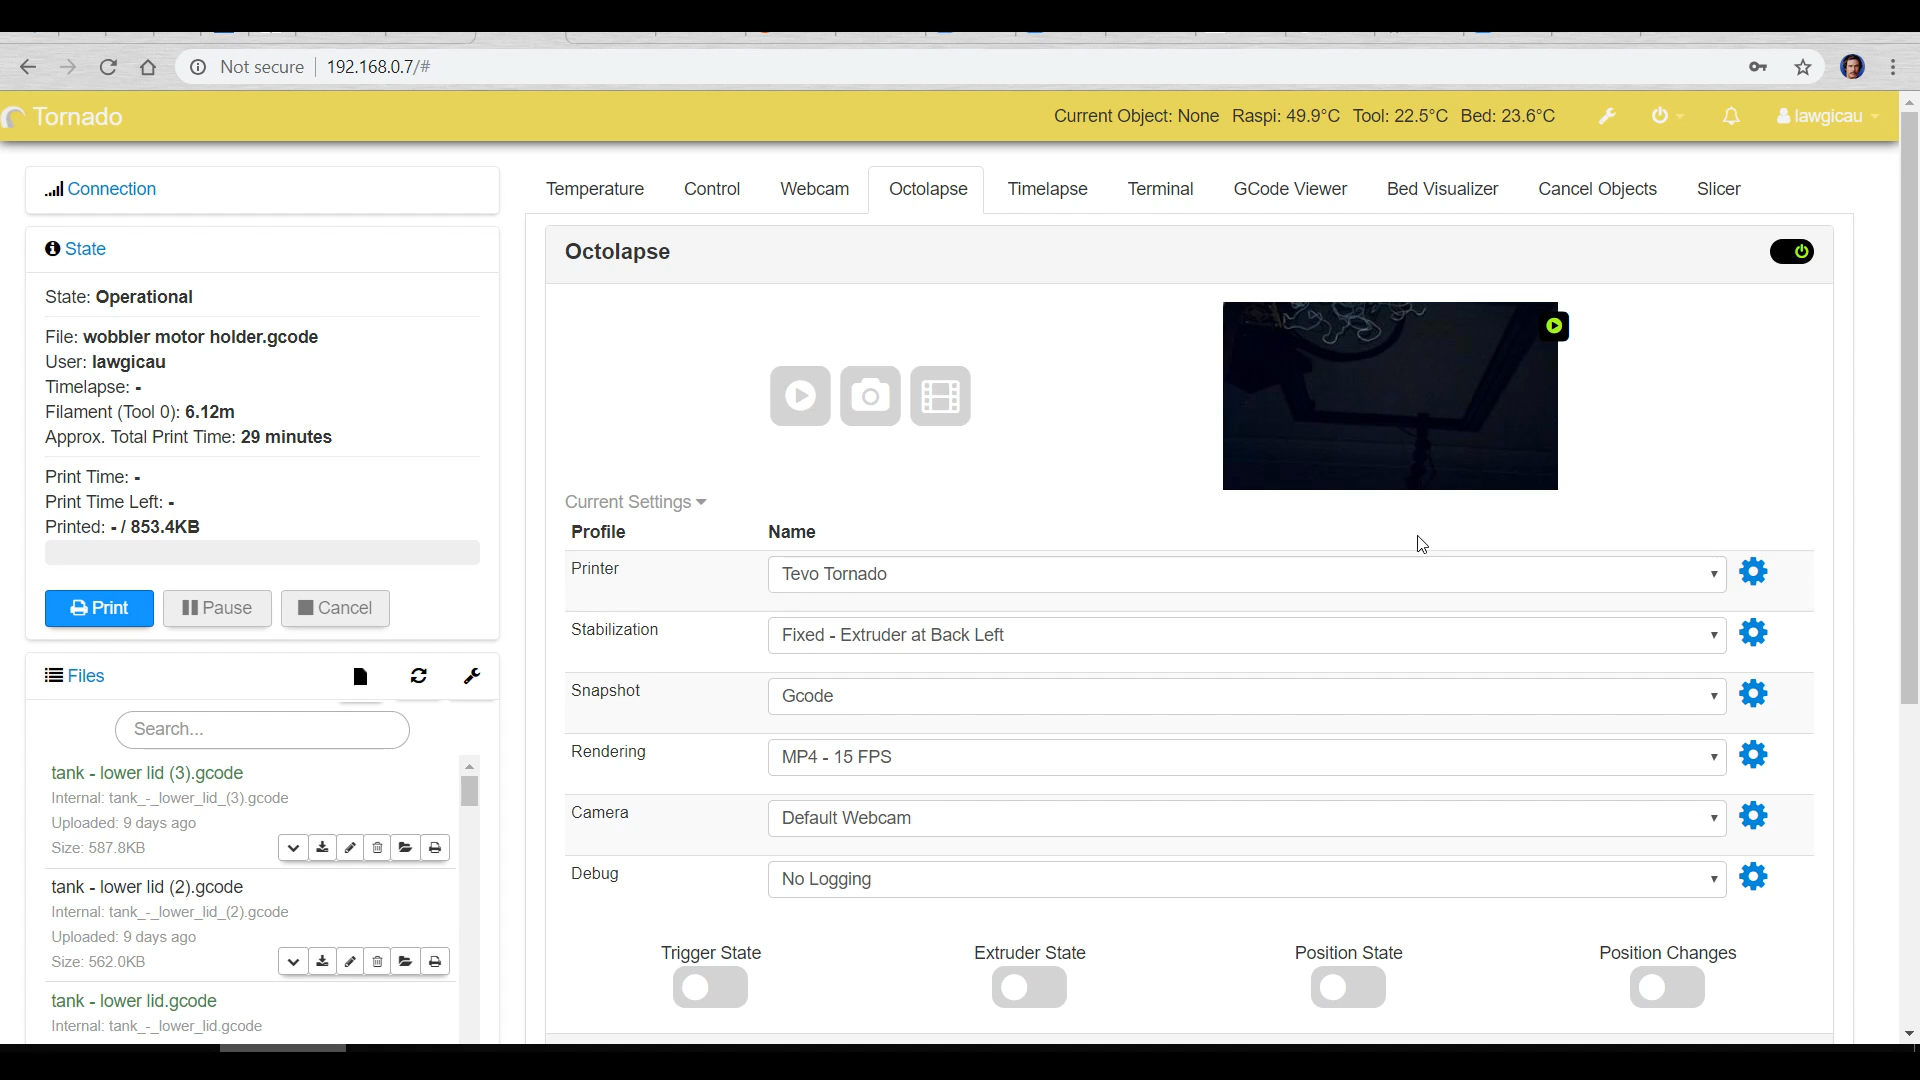 Not secure 192.168.0.7/#
Tornado
Current Object: None Raspi: 49.9°C Tool: 22.5°C Bed: 23.6°C
lawgicau
Connection
Temperature Control Webcam Octolapse Timelapse Terminal GCode Viewer Bed Visualizer Cancel Objects Slicer
State
State: Operational
File: wobbler motor holder.gcode
User: lawgicau
Timelapse: -
Filament (Tool 0): 6.12m
Approx. Total Print Time: 29 minutes
Print Time: -
Print Time Left: -
Printed: - / 853.4KB
Print Pause Cancel
Files
Search...
tank - lower lid (3).gcode
Internal: tank_-_lower_lid_(3).gcode
Uploaded: 9 days ago
Size: 587.8KB
tank - lower lid (2).gcode
Internal: tank_-_lower_lid_(2).gcode
Uploaded: 9 days ago
Size: 562.0KB
tank - lower lid.gcode
Internal: tank_-_lower_lid.gcode
Octolapse
Current Settings
Profile Name
Printer Tevo Tornado
Stabilization Fixed - Extruder at Back Left
Snapshot Gcode
Rendering MP4 - 15 FPS
Camera Default Webcam
Debug No Logging
Trigger State Extruder State Position State Position Changes